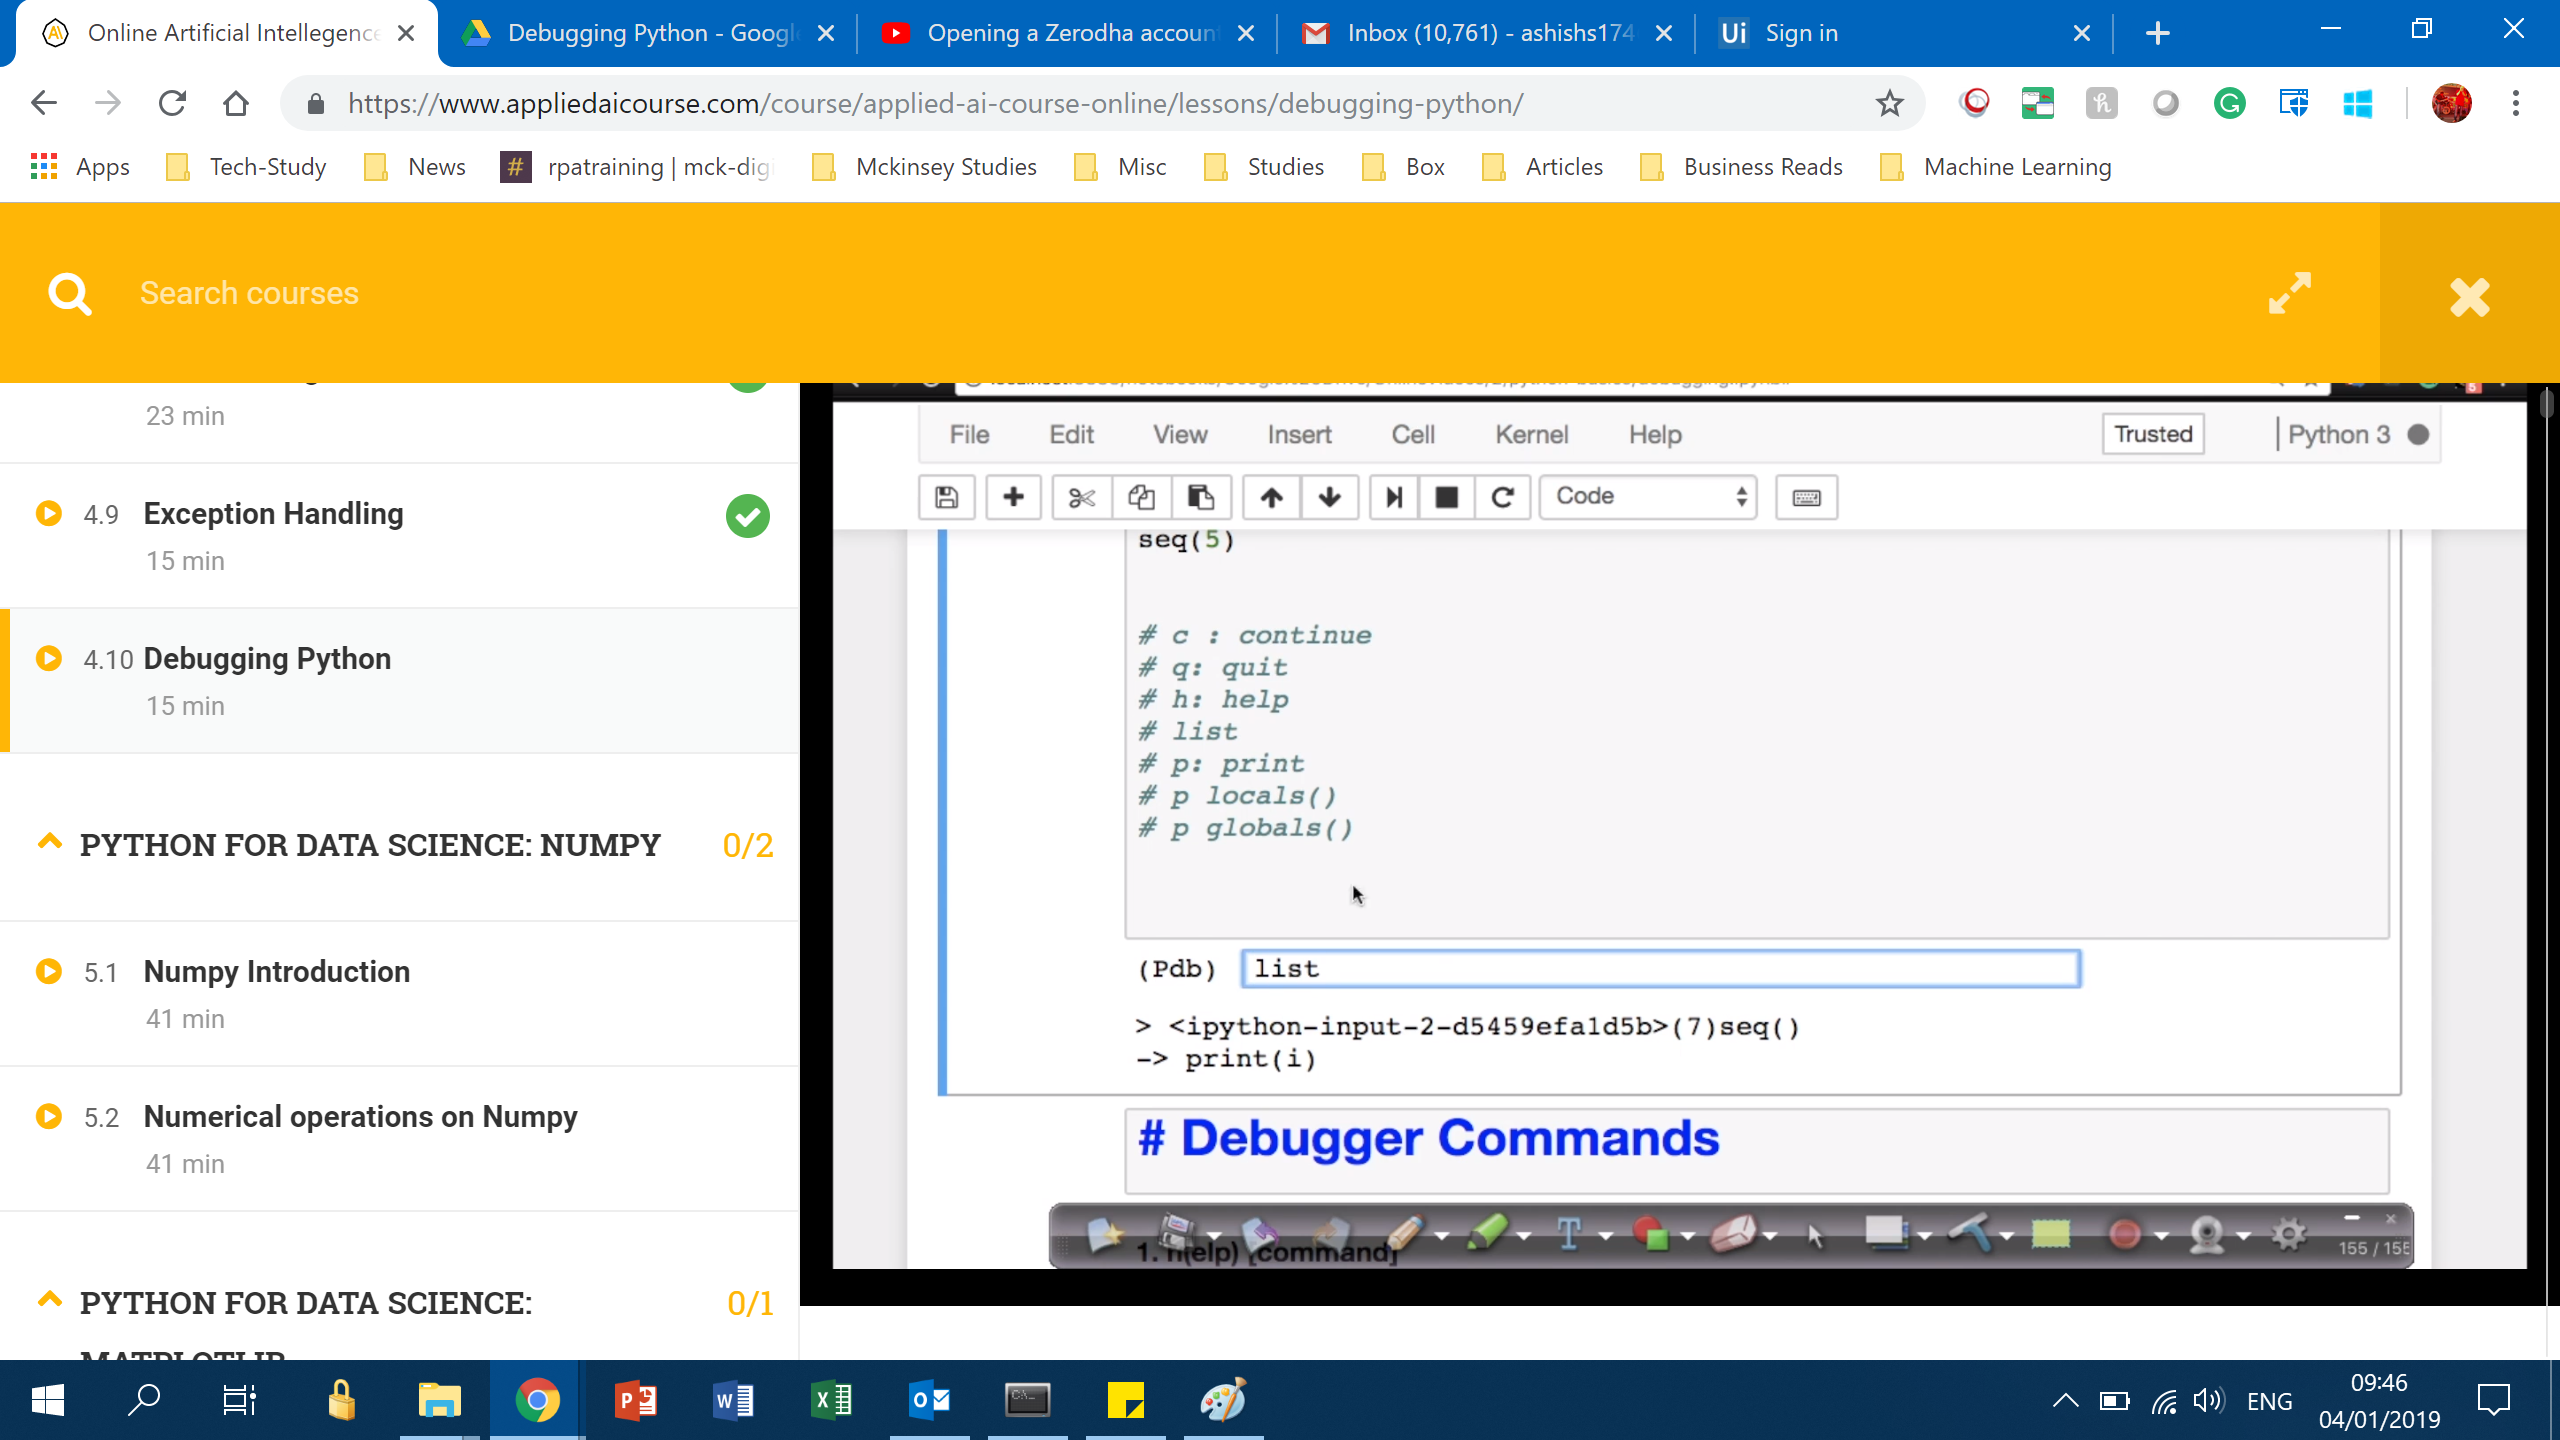 Online Artificial Intellegence
Debugging Python - Googl
Opening a Zerodha accoun
Inbox (10,761) - ashishs174
Ui Sign in
https://www.appliedaicourse.com/course/applied-ai-course-online/lessons/debugging-python/
Apps
Tech-Study
News
# rpatraining | mck-digi
Mckinsey Studies
Misc
Studies
Box
Articles
Business Reads
Machine Learning
Search courses
23 min
4.9 Exception Handling
15 min
4.10 Debugging Python
15 min
PYTHON FOR DATA SCIENCE: NUMPY 0/2
5.1 Numpy Introduction
41 min
5.2 Numerical operations on Numpy
41 min
PYTHON FOR DATA SCIENCE: 0/1
MATPLOTLIB
File Edit View Insert Cell Kernel Help Trusted Python 3
Code
seq(5)
# c : continue
# q: quit
# h: help
# list
# p: print
# p locals()
# p globals()
(Pdb) list
> <ipython-input-2-d5459efa1d5b>(7)seq()
-> print(i)
# Debugger Commands
1. h(elp) [command]
155 / 155
ENG
09:46
04/01/2019